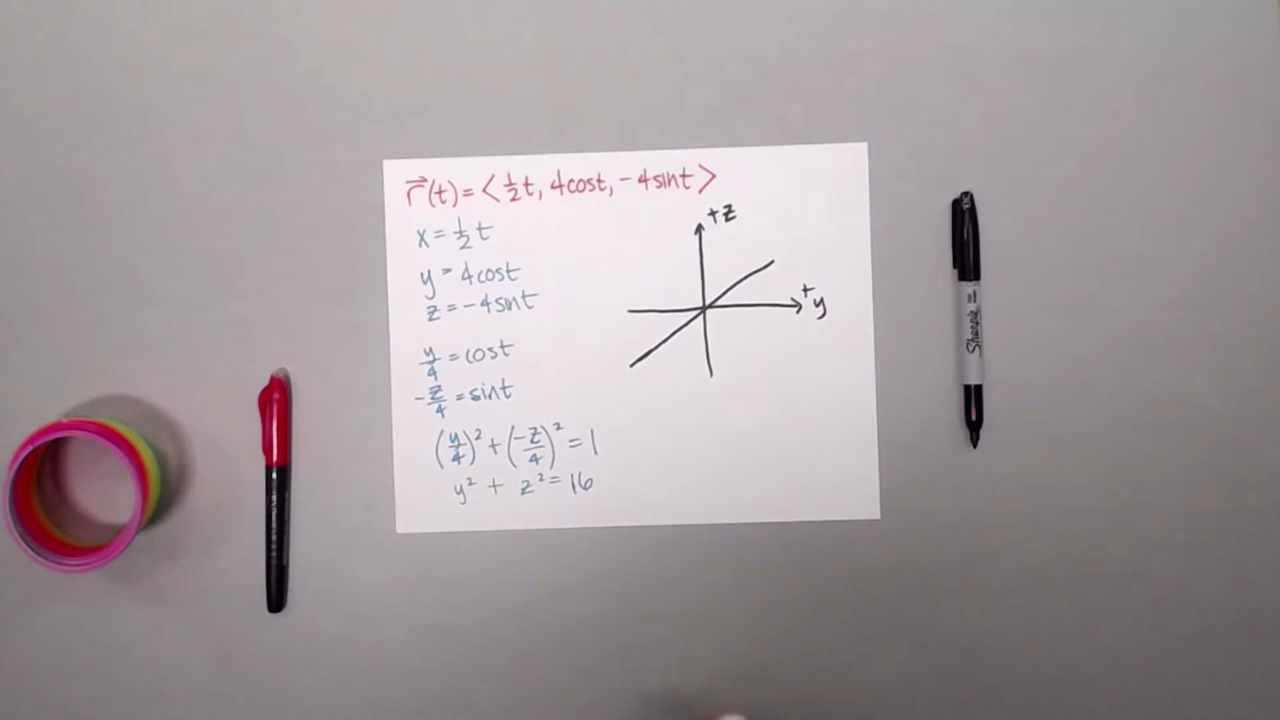 r⃗(t)=⟨½t, 4cost, -4sint⟩
x=½t
y=4cost
z=-4sint
y/4=cost
-z/4=sint
(y/4)²+(-z/4)²=1
y² + z²=16
+z
+y
Sharpie